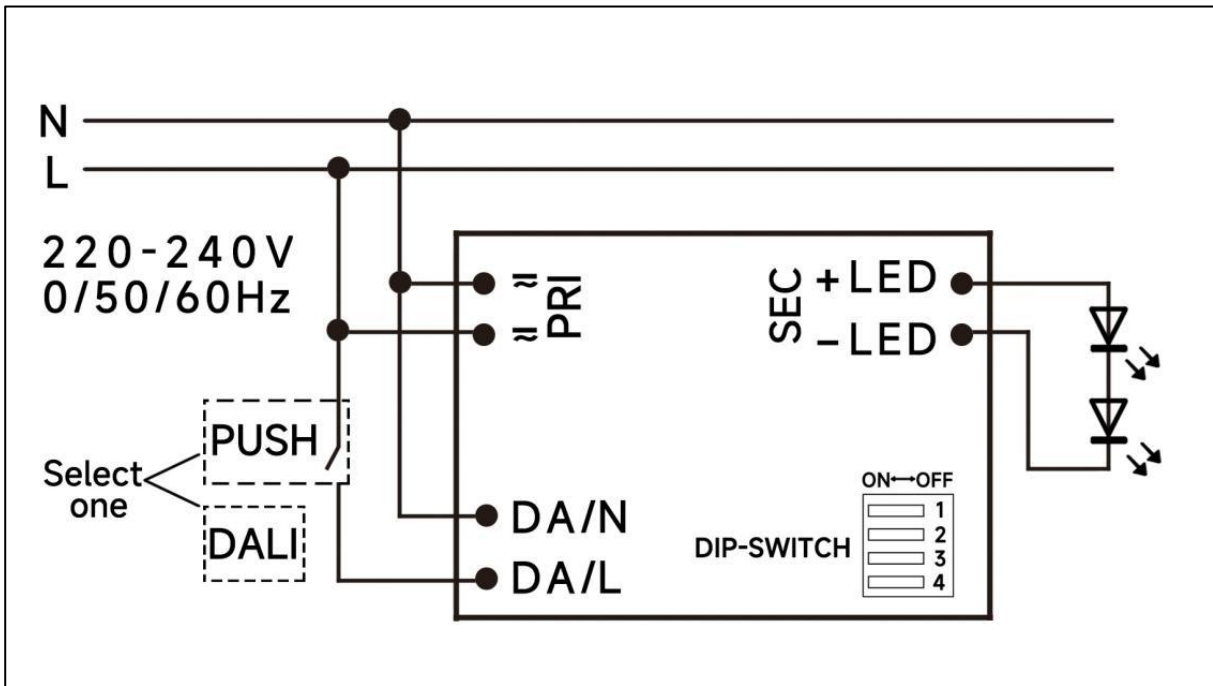 N
L
220-240V
0/50/60Hz
≂
≂
PRI
SEC
+LED
-LED
PUSH
Select
one
DALI
DA/N
DA/L
DIP-SWITCH
ON↔OFF
1
2
3
4